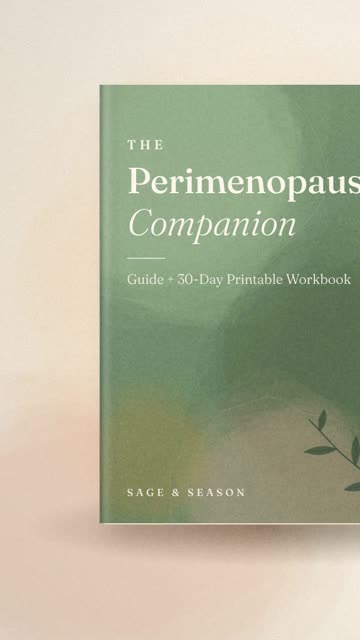 THE
Perimenopaus
Companion
Guide + 30-Day Printable Workbook
SAGE & SEASON